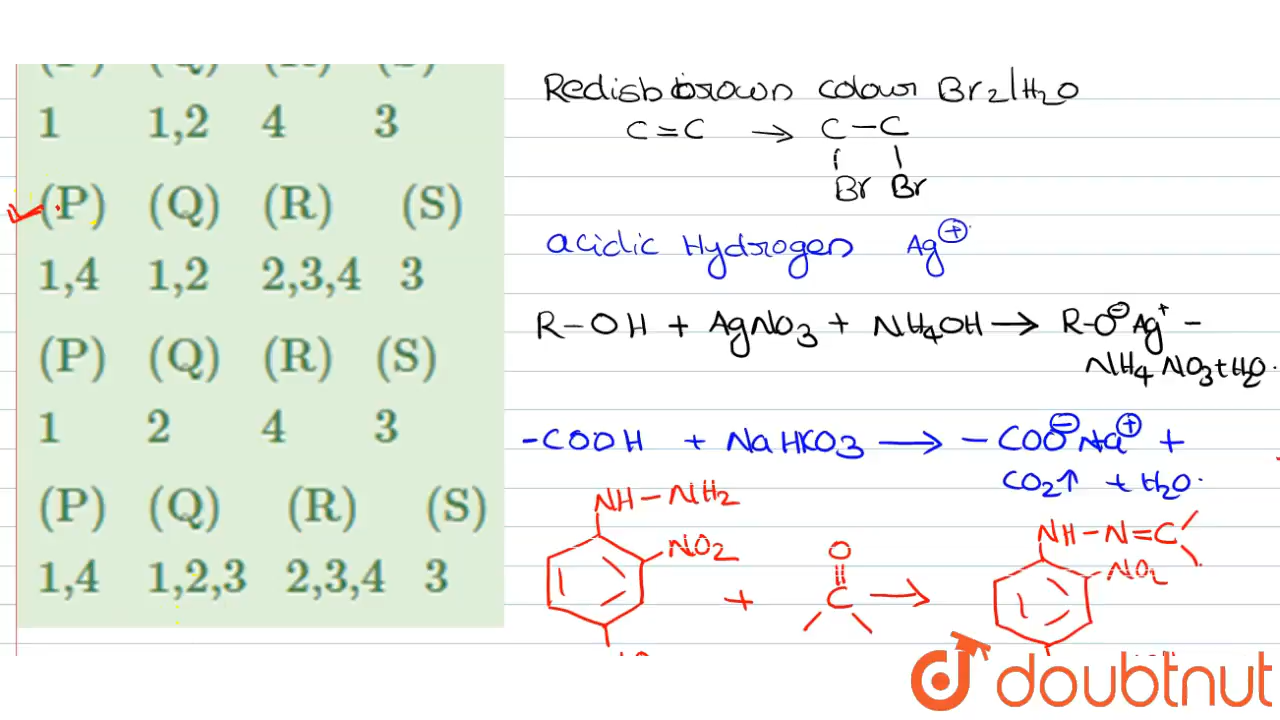 (P) (Q) (R) (S)
1 1,2 4 3
(P) (Q) (R) (S)
1,4 1,2 2,3,4 3
(P) (Q) (R) (S)
1 2 4 3
(P) (Q) (R) (S)
1,4 1,2,3 2,3,4 3
Redish brown colour Br2/H2O
C=C → C-C
Br Br
acidic Hydrogen Ag⊕
R-OH + AgNO3 + NH4OH → R-O⊖Ag+ -
NH4NO3+H2O.
-COOH + NaHCO3 → -COO⊖Na⊕ +
CO2↑ + H2O.
NH-NH2
NO2
O
+ C →
NH-N=C
NO2
doubtnut